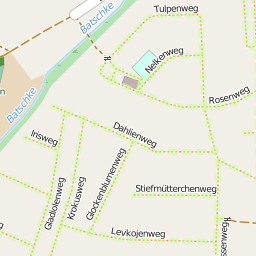 Tulpenweg
Batschke
Nelkenweg
Rosenweg
Batschke
Irisweg
Dahlienweg
Gladiolenweg
Krokusweg
Glockenblumenweg
Stiefmütterchenweg
Levkojenweg